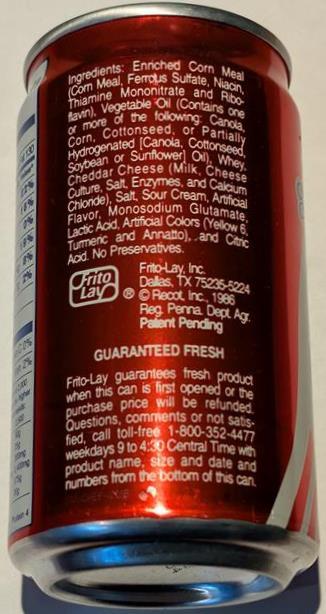 Ingredients: Enriched Corn Meal
(Corn Meal, Ferrous Sulfate, Niacin,
Thiamine Mononitrate and Ribo-
flavin), Vegetable Oil (Contains one
or more of the following: Canola,
Corn, Cottonseed, or Partially
Hydrogenated [Canola, Cottonseed,
Soybean or Sunflower] Oil), Whey,
Cheddar Cheese (Milk, Cheese
Culture, Salt, Enzymes, and Calcium
Chloride), Salt, Sour Cream, Artificial
Flavor, Monosodium Glutamate,
Lactic Acid, Artificial Colors (Yellow 6,
Turmeric and Annatto), and Citric
Acid. No Preservatives.
Frito Lay ®
Frito-Lay, Inc.
Dallas, TX 75235-5224
© Recot, Inc., 1986
Reg. Penna. Dept. Agr.
Patent Pending
GUARANTEED FRESH
Frito-Lay guarantees fresh product
when this can is first opened or the
purchase price will be refunded.
Questions, comments or not satis-
fied, call toll-free 1-800-352-4477
weekdays 9 to 4:30 Central Time with
product name, size and date and
numbers from the bottom of this can.